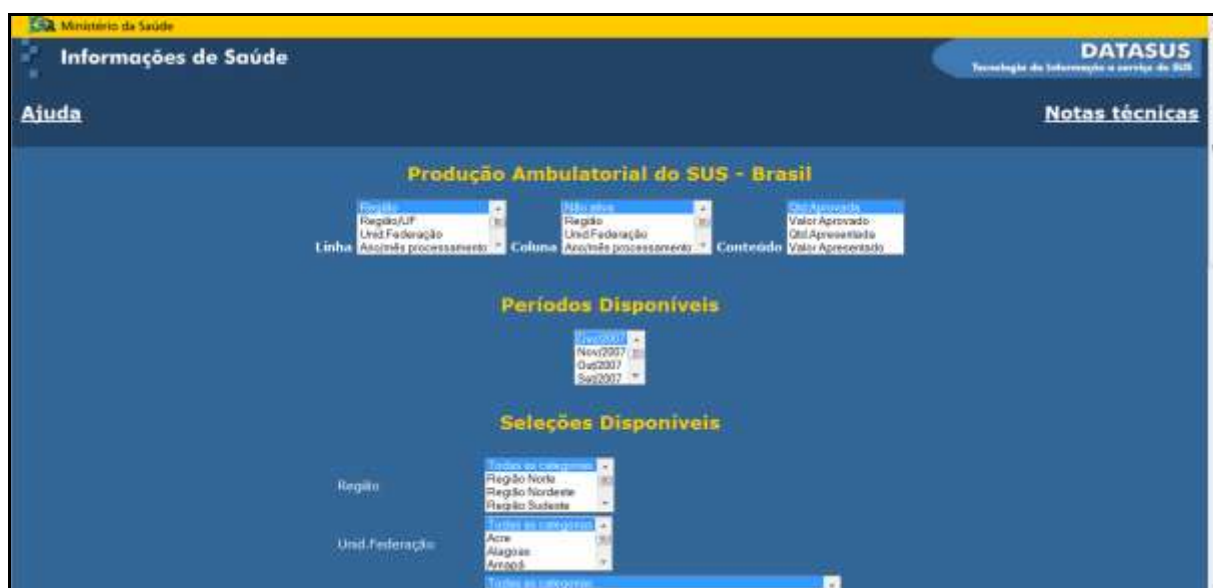 Ministério da Saúde
Informações de Saúde
DATASUS
Tecnologia da Informação a serviço do SUS
Ajuda
Notas técnicas
Produção Ambulatorial do SUS - Brasil
Linha
Região
Região/UF
Unid.Federação
Ano/mês processamento
Coluna
Não ativa
Região
Unid.Federação
Ano/mês processamento
Conteúdo
Qtd.Aprovada
Valor Aprovado
Qtd.Apresentada
Valor Apresentado
Períodos Disponíveis
Dez/2007
Nov/2007
Out/2007
Set/2007
Seleções Disponíveis
Região
Todas as categorias
Região Norte
Região Nordeste
Região Sudeste
Unid.Federação
Todas as categorias
Acre
Alagoas
Amapá
Todas as categorias